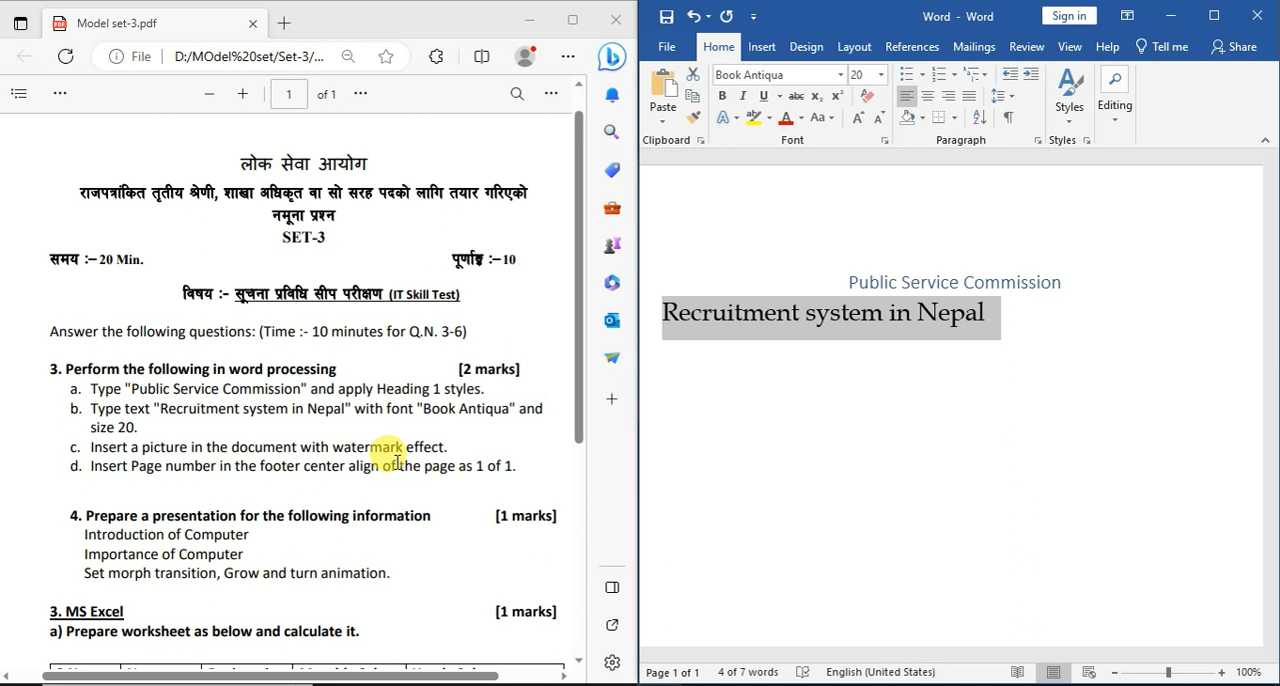 Model set-3.pdf
File
D:/MOdel%20set/Set-3/...
1
of 1
लोक सेवा आयोग
राजपत्रांकित तृतीय श्रेणी, शाखा अधिकृत वा सो सरह पदको लागि तयार गरिएको
नमूना प्रश्न
SET-3
समय :– 20 Min.
पूर्णाङ्क :– 10
विषय :- सूचना प्रविधि सीप परीक्षण (IT Skill Test)
Answer the following questions: (Time :- 10 minutes for Q.N. 3-6)
3. Perform the following in word processing [2 marks]
a. Type "Public Service Commission" and apply Heading 1 styles.
b. Type text "Recruitment system in Nepal" with font "Book Antiqua" and
size 20.
c. Insert a picture in the document with watermark effect.
d. Insert Page number in the footer center align of the page as 1 of 1.
4. Prepare a presentation for the following information [1 marks]
Introduction of Computer
Importance of Computer
Set morph transition, Grow and turn animation.
3. MS Excel [1 marks]
a) Prepare worksheet as below and calculate it.
Word - Word
Sign in
File Home Insert Design Layout References Mailings Review View Help Tell me Share
Book Antiqua 20
Paste
Styles
Editing
Clipboard
Font
Paragraph
Styles
Public Service Commission
Recruitment system in Nepal
Page 1 of 1 4 of 7 words English (United States) 100%